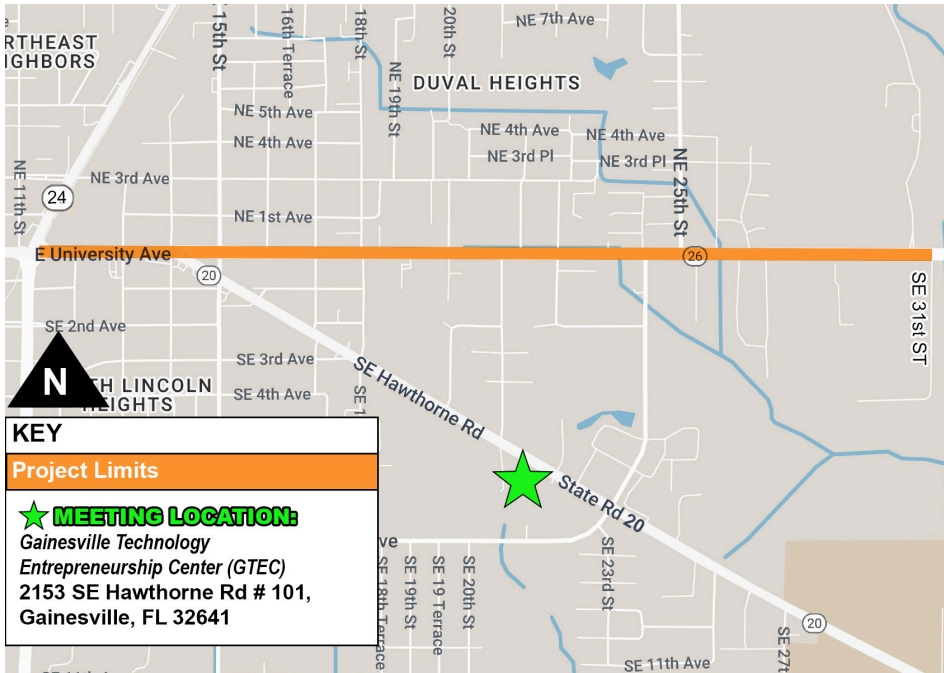 NE 7th Ave
15th St
16th Terrace
18th St
20th St
RTHEAST
IGHBORS
NE 19th St
DUVAL HEIGHTS
NE 5th Ave
NE 4th Ave
NE 4th Ave
NE 4th Ave
NE 3rd Pl
NE 3rd Pl
NE 11th St
NE 3rd Ave
NE 25th St
24
NE 1st Ave
E University Ave
26
20
SE 31st ST
SE 2nd Ave
SE 3rd Ave
SE Hawthorne Rd
N
TH LINCOLN
HEIGHTS
SE 4th Ave
SE 1
KEY
Project Limits
MEETING LOCATION:
Gainesville Technology
Entrepreneurship Center (GTEC)
2153 SE Hawthorne Rd # 101,
Gainesville, FL 32641
State Rd 20
ve
SE 18th Terrace
SE 19th St
SE 19 Terrace
SE 20th St
SE 23rd St
20
SE 27t
SE 11th Ave